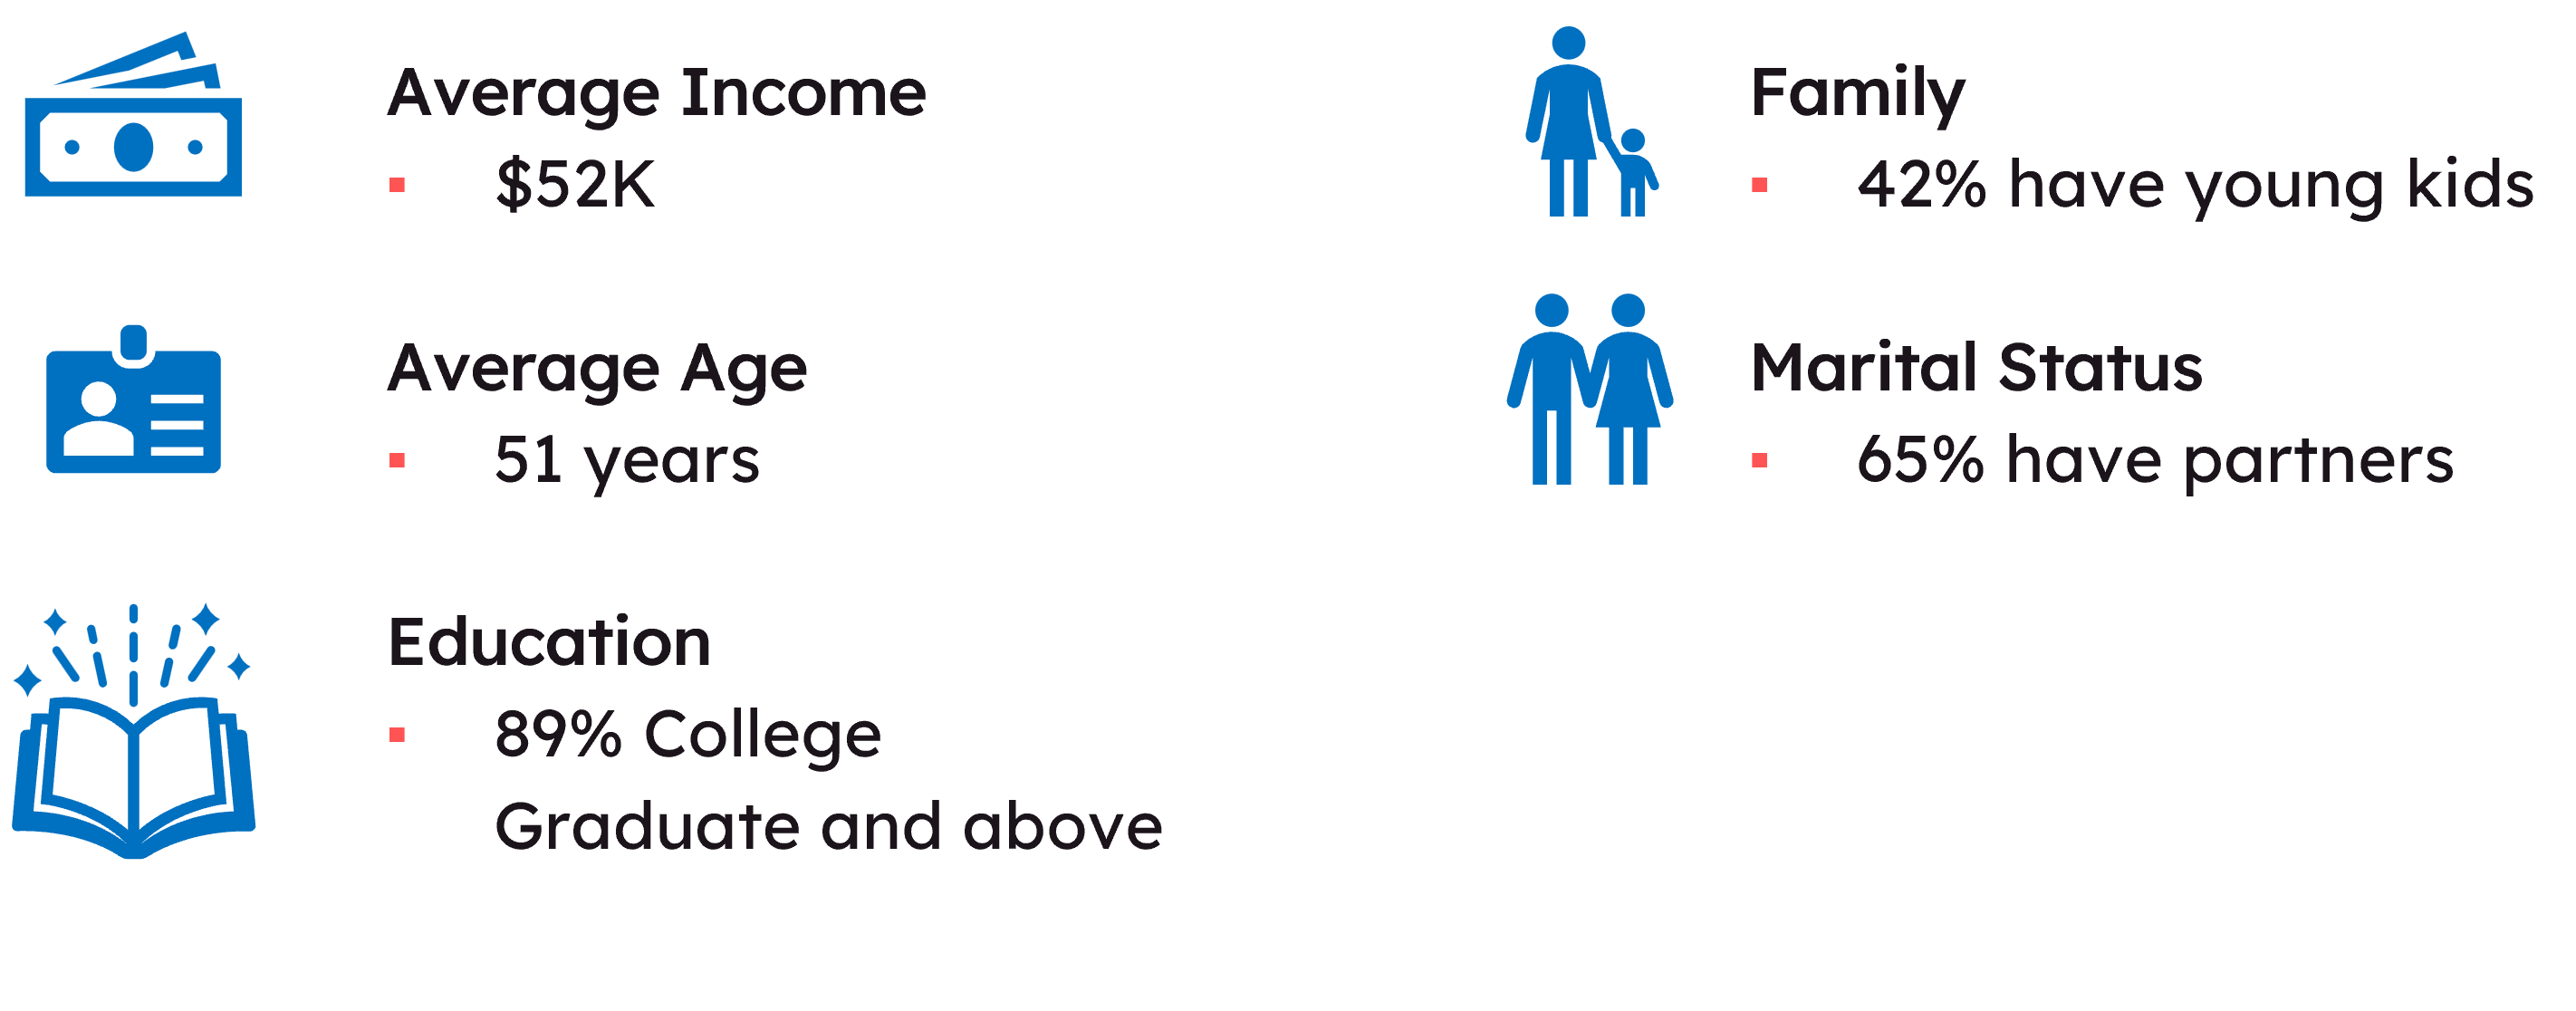 Average Income
▪ $52K
Average Age
▪ 51 years
Education
▪ 89% College
Graduate and above
Family
▪ 42% have young kids
Marital Status
▪ 65% have partners